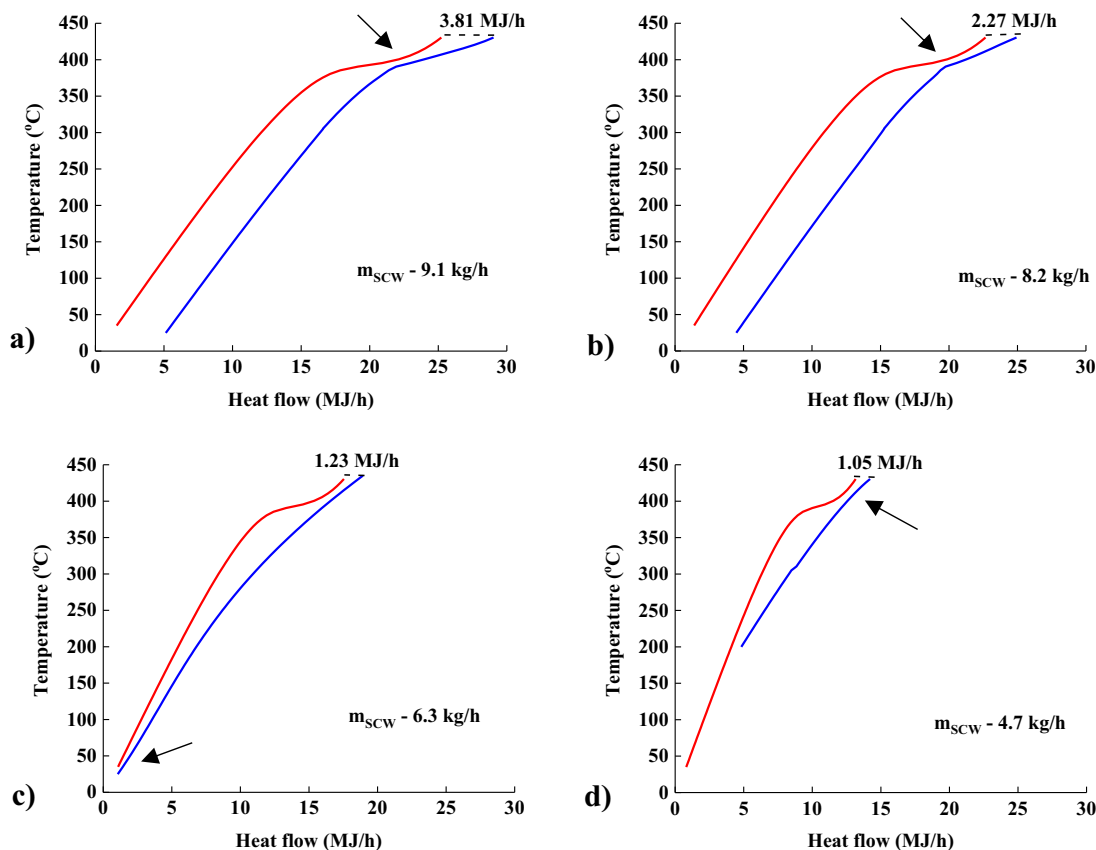 3.81 MJ/h
450
400
350
300
250
200
150
100
50
0
Temperature (ºC)
m_SCW - 9.1 kg/h
0 5 10 15 20 25 30
Heat flow (MJ/h)
a)
2.27 MJ/h
450
400
350
300
250
200
150
100
50
0
Temperature (ºC)
m_SCW - 8.2 kg/h
0 5 10 15 20 25 30
Heat flow (MJ/h)
b)
1.23 MJ/h
450
400
350
300
250
200
150
100
50
0
Temperature (ºC)
m_SCW - 6.3 kg/h
0 5 10 15 20 25 30
Heat flow (MJ/h)
c)
1.05 MJ/h
450
400
350
300
250
200
150
100
50
0
Temperature (ºC)
m_SCW - 4.7 kg/h
0 5 10 15 20 25 30
Heat flow (MJ/h)
d)